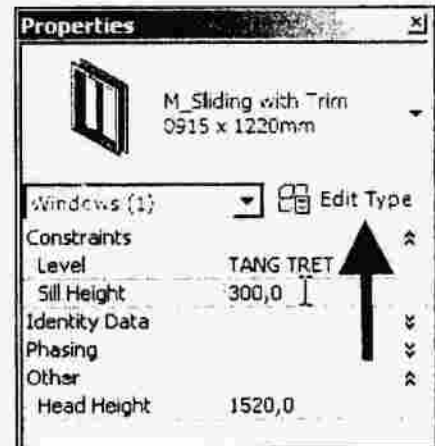 Properties
M_Sliding with Trim
0915 x 1220mm
Windows (1)
Edit Type
Constraints
Level TANG TRET
Sill Height 300,0
Identity Data
Phasing
Other
Head Height 1520,0